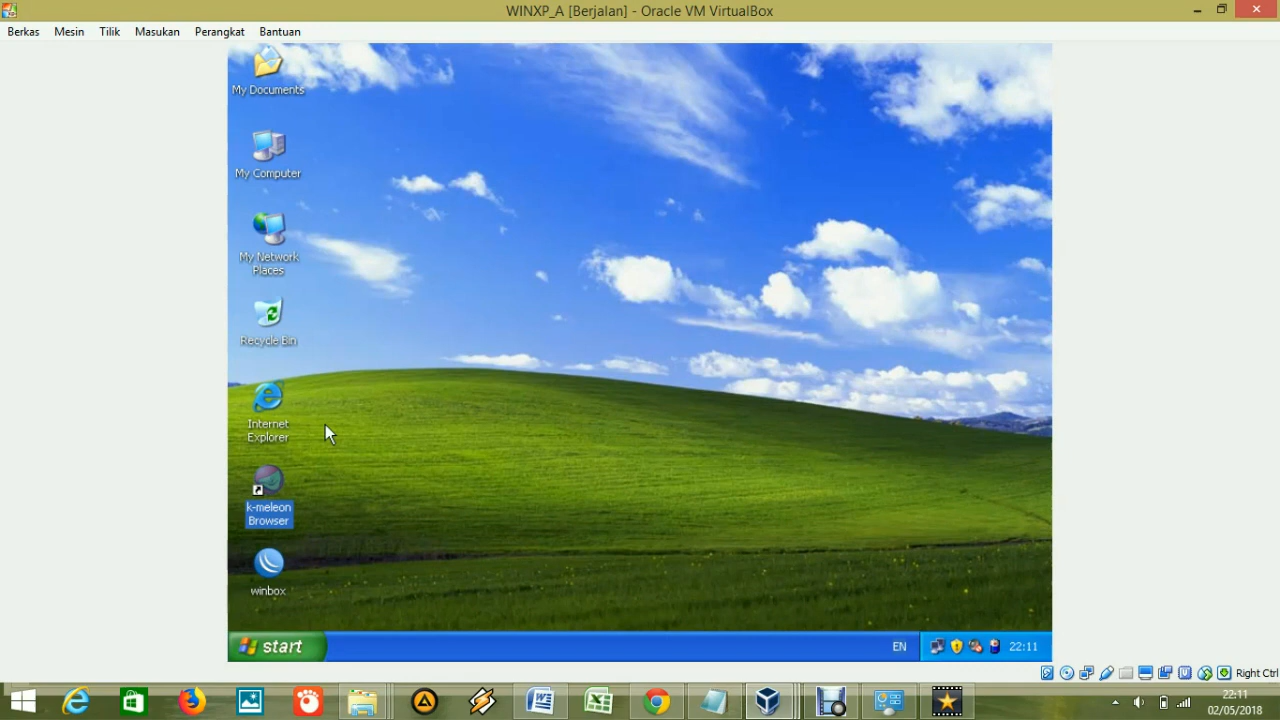 WINXP_A [Berjalan] - Oracle VM VirtualBox
Berkas Mesin Tilik Masukan Perangkat Bantuan
My Documents
My Computer
My Network
Places
Recycle Bin
Internet
Explorer
k-meleon
Browser
winbox
start EN 22:11
Right Ctrl
22:11
02/05/2018